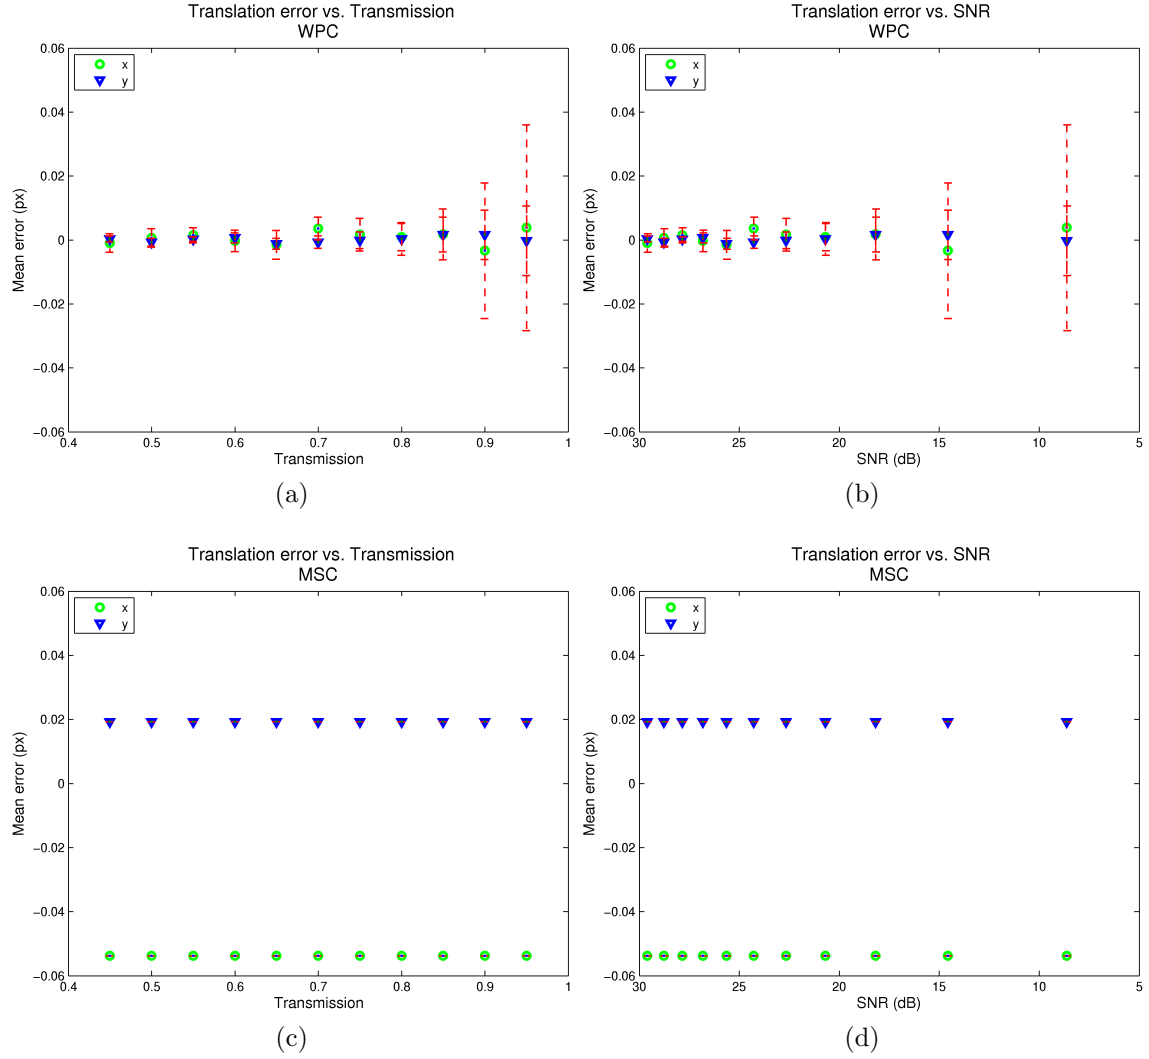 Translation error vs. Transmission
WPC
x
y
0.06
0.04
0.02
0
−0.02
−0.04
−0.06
Mean error (px)
0.4 0.5 0.6 0.7 0.8 0.9 1
Transmission
(a)
Translation error vs. SNR
WPC
x
y
0.06
0.04
0.02
0
−0.02
−0.04
−0.06
Mean error (px)
30 25 20 15 10 5
SNR (dB)
(b)
Translation error vs. Transmission
MSC
x
y
0.06
0.04
0.02
0
−0.02
−0.04
−0.06
Mean error (px)
0.4 0.5 0.6 0.7 0.8 0.9 1
Transmission
(c)
Translation error vs. SNR
MSC
x
y
0.06
0.04
0.02
0
−0.02
−0.04
−0.06
Mean error (px)
30 25 20 15 10 5
SNR (dB)
(d)